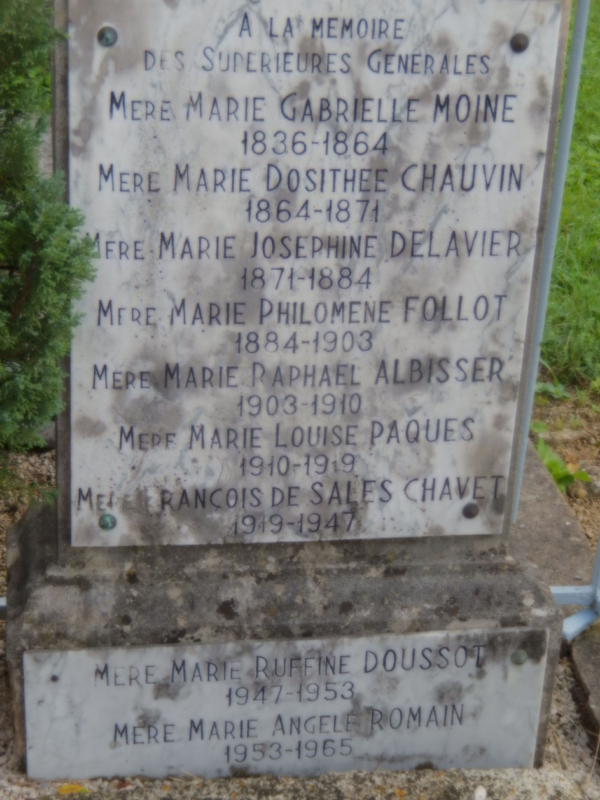 A LA MEMOIRE
DES SUPERIEURES GENERALES
MERE MARIE GABRIELLE MOINE
1836-1864
MERE MARIE DOSITHEE CHAUVIN
1864-1871
MERE MARIE JOSEPHINE DELAVIER
1871-1884
MERE MARIE PHILOMENE FOLLOT
1884-1903
MERE MARIE RAPHAEL ALBISSER
1903-1910
MERE MARIE LOUISE PAQUES
1910-1919
MERE FRANCOIS DE SALES CHAVET
1919-1947
MERE MARIE RUFFINE DOUSSOT
1947-1953
MERE MARIE ANGELE ROMAIN
1953-1965